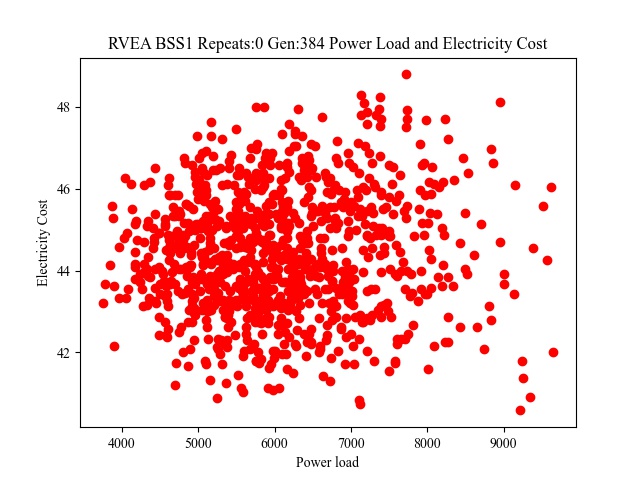 RVEA BSS1 Repeats:0 Gen:384 Power Load and Electricity Cost
48
46
44
42
Electricity Cost
4000 5000 6000 7000 8000 9000
Power load